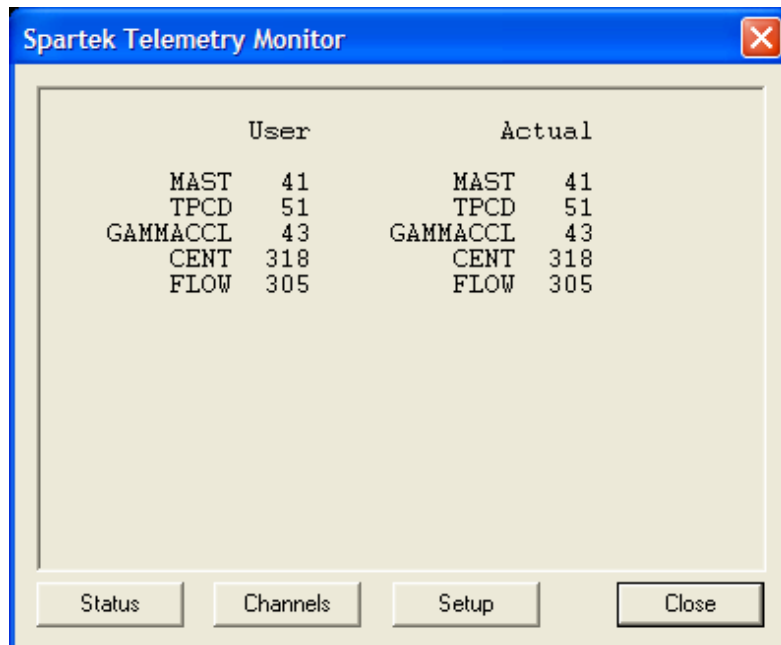 Spartek Telemetry Monitor
User Actual
MAST 41 MAST 41
TPCD 51 TPCD 51
GAMMACCL 43 GAMMACCL 43
CENT 318 CENT 318
FLOW 305 FLOW 305
Status Channels Setup Close